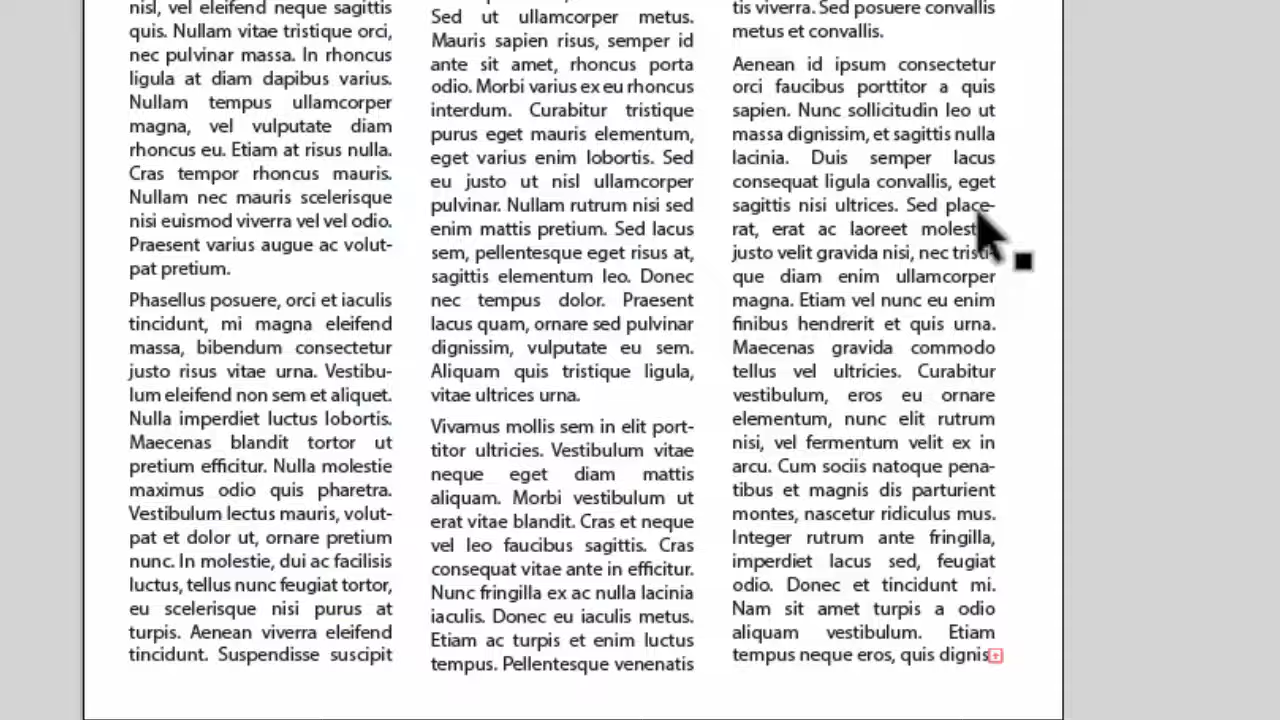 nisl, vel eleifend neque sagittis
quis. Nullam vitae tristique orci,
nec pulvinar massa. In rhoncus
ligula at diam dapibus varius.
Nullam tempus ullamcorper
magna, vel vulputate diam
rhoncus eu. Etiam at risus nulla.
Cras tempor rhoncus mauris.
Nullam nec mauris scelerisque
nisi euismod viverra vel vel odio.
Praesent varius augue ac volut-
pat pretium.
Phasellus posuere, orci et iaculis
tincidunt, mi magna eleifend
massa, bibendum consectetur
justo risus vitae urna. Vestibu-
lum eleifend non sem et aliquet.
Nulla imperdiet luctus lobortis.
Maecenas blandit tortor ut
pretium efficitur. Nulla molestie
maximus odio quis pharetra.
Vestibulum lectus mauris, volut-
pat et dolor ut, ornare pretium
nunc. In molestie, dui ac facilisis
luctus, tellus nunc feugiat tortor,
eu scelerisque nisi purus at
turpis. Aenean viverra eleifend
tincidunt. Suspendisse suscipit
Sed ut ullamcorper metus.
Mauris sapien risus, semper id
ante sit amet, rhoncus porta
odio. Morbi varius ex eu rhoncus
interdum. Curabitur tristique
purus eget mauris elementum,
eget varius enim lobortis. Sed
eu justo ut nisl ullamcorper
pulvinar. Nullam rutrum nisi sed
enim mattis pretium. Sed lacus
sem, pellentesque eget risus at,
sagittis elementum leo. Donec
nec tempus dolor. Praesent
lacus quam, ornare sed pulvinar
dignissim, vulputate eu sem.
Aliquam quis tristique ligula,
vitae ultrices urna.
Vivamus mollis sem in elit port-
titor ultricies. Vestibulum vitae
neque eget diam mattis
aliquam. Morbi vestibulum ut
erat vitae blandit. Cras et neque
vel leo faucibus sagittis. Cras
consequat vitae ante in efficitur.
Nunc fringilla ex ac nulla lacinia
iaculis. Donec eu iaculis metus.
Etiam ac turpis et enim luctus
tempus. Pellentesque venenatis
tis viverra. Sed posuere convallis
metus et convallis.
Aenean id ipsum consectetur
orci faucibus porttitor a quis
sapien. Nunc sollicitudin leo ut
massa dignissim, et sagittis nulla
lacinia. Duis semper lacus
consequat ligula convallis, eget
sagittis nisi ultrices. Sed place-
rat, erat ac laoreet
justo velit gravida nisi, nec tristi-
que diam enim ullamcorper
magna. Etiam vel nunc eu enim
finibus hendrerit et quis urna.
Maecenas gravida commodo
tellus vel ultricies. Curabitur
vestibulum, eros eu ornare
elementum, nunc elit rutrum
nisi, vel fermentum velit ex in
arcu. Cum sociis natoque pena-
tibus et magnis dis parturient
montes, nascetur ridiculus mus.
Integer rutrum ante fringilla,
imperdiet lacus sed, feugiat
odio. Donec et tincidunt mi.
Nam sit amet turpis a odio
aliquam vestibulum. Etiam
tempus neque eros, quis dignis